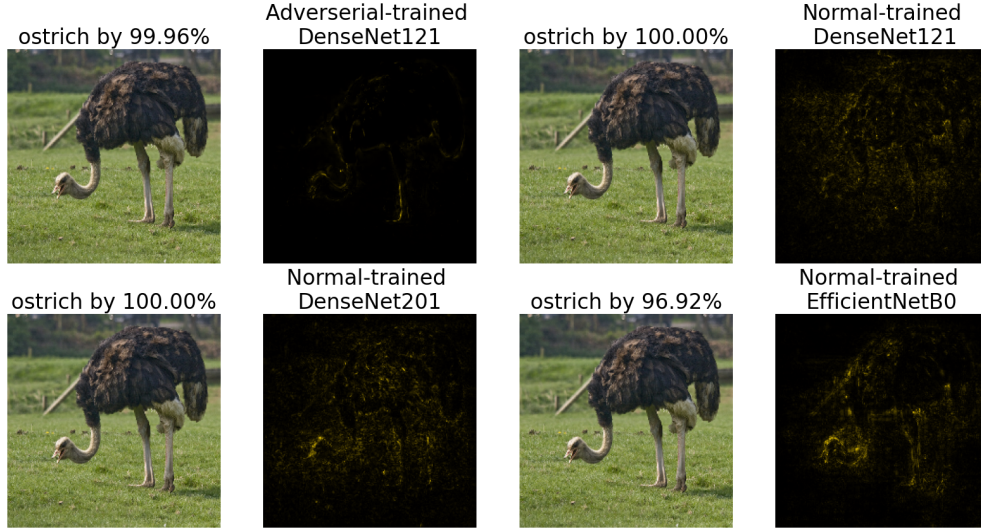 ostrich by 99.96%
Adverserial-trained
DenseNet121
ostrich by 100.00%
Normal-trained
DenseNet121
ostrich by 100.00%
Normal-trained
DenseNet201
ostrich by 96.92%
Normal-trained
EfficientNetB0